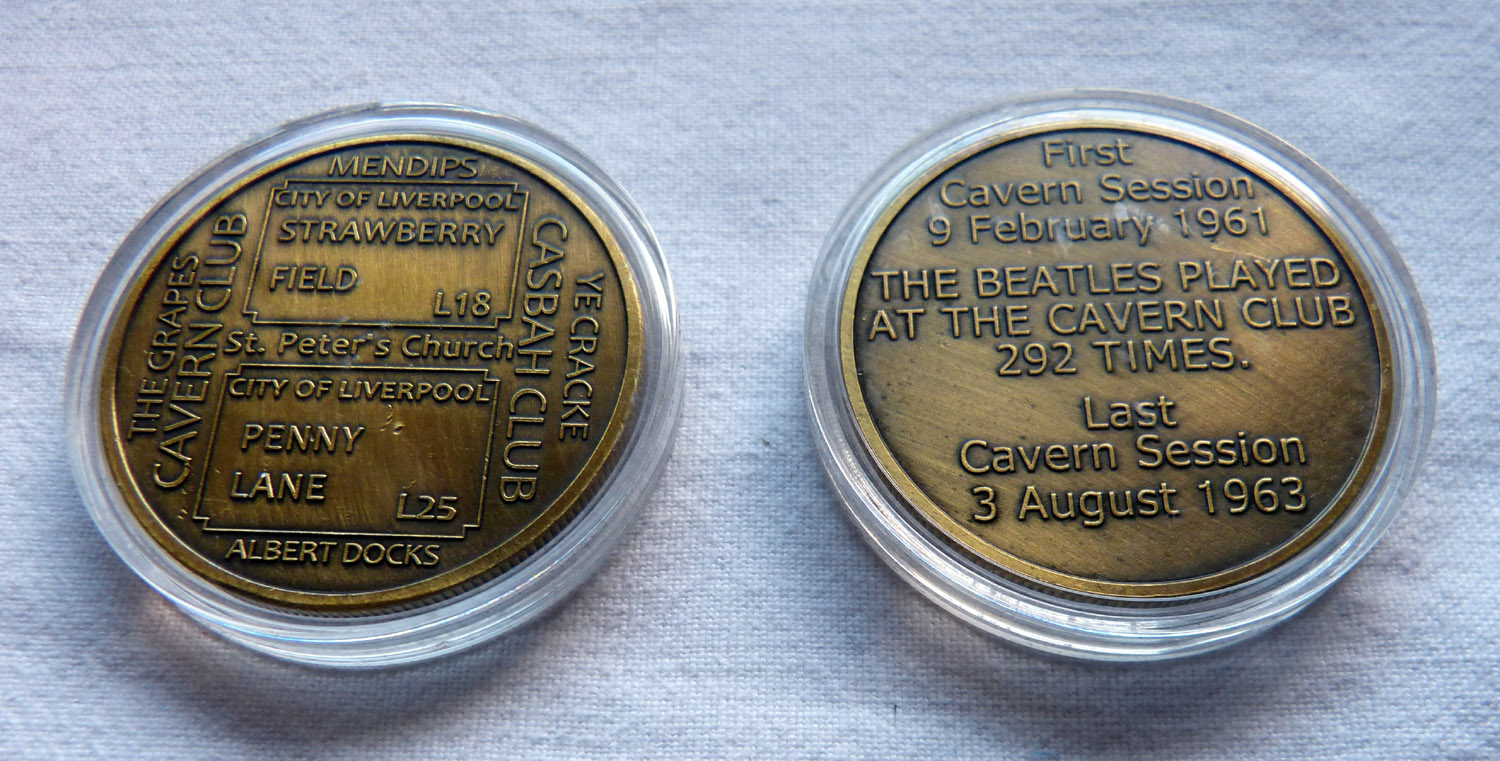 MENDIPS
CITY OF LIVERPOOL
STRAWBERRY
FIELD
L18
St. Peter's Church
CITY OF LIVERPOOL
PENNY
LANE
L25
ALBERT DOCKS
THE GRAPES
CAVERN CLUB
CASBAH CLUB
YE CRACKE
First
Cavern Session
9 February 1961
THE BEATLES PLAYED
AT THE CAVERN CLUB
292 TIMES.
Last
Cavern Session
3 August 1963